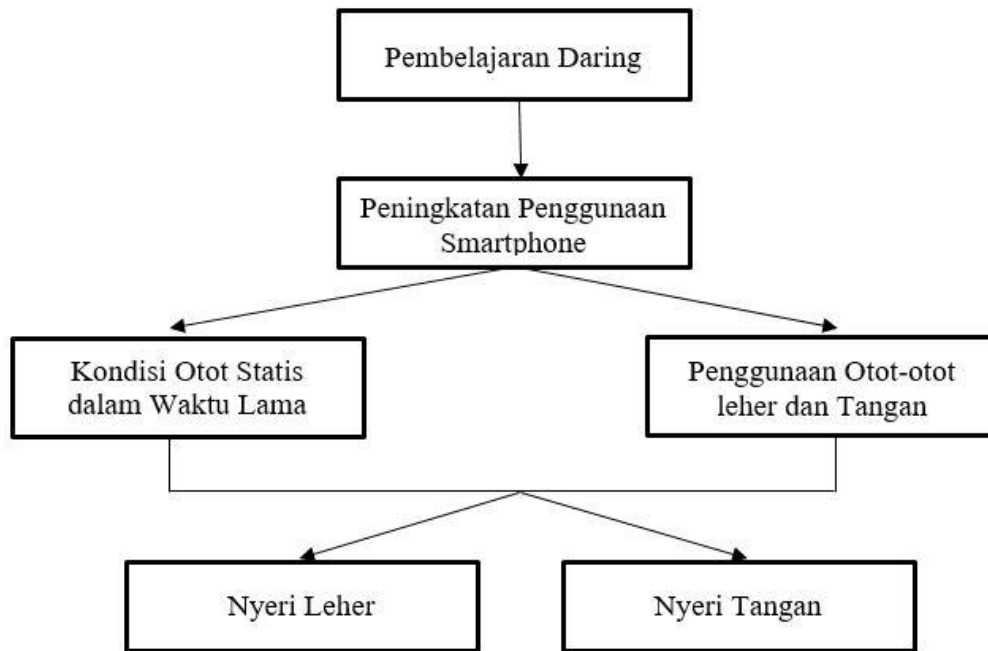 Pembelajaran Daring
Peningkatan Penggunaan
Smartphone
Kondisi Otot Statis
dalam Waktu Lama
Penggunaan Otot-otot
leher dan Tangan
Nyeri Leher
Nyeri Tangan